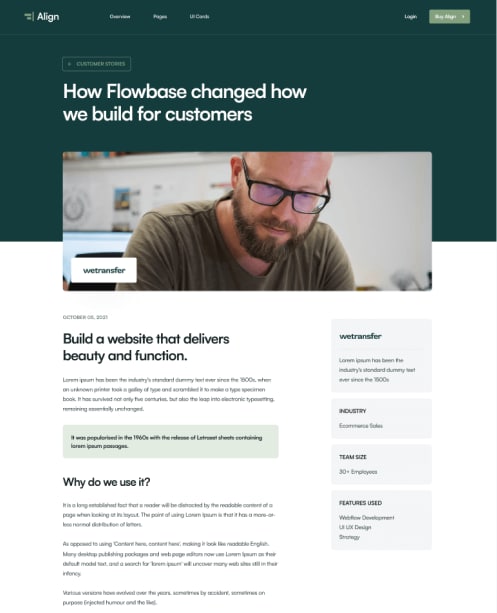 Align
Overview
Pages
UI Cards
Login
Buy Align
CUSTOMER STORIES
How Flowbase changed how
we build for customers
wetransfer
OCTOBER 05, 2021
Build a website that delivers
beauty and function.
Lorem ipsum has been the industry's standard dummy text ever since the 1500s, when
an unknown printer took a galley of type and scrambled it to make a type specimen
book. It has survived not only five centuries, but also the leap into electronic typesetting,
remaining essentially unchanged.
It was popularised in the 1960s with the release of Letraset sheets containing
lorem ipsum passages.
Why do we use it?
It is a long established fact that a reader will be distracted by the readable content of a
page when looking at its layout. The point of using Lorem Ipsum is that it has a more-or-
less normal distribution of letters.
As opposed to using 'Content here, content here', making it look like readable English.
Many desktop publishing packages and web page editors now use Lorem Ipsum as their
default model text, and a search for 'lorem ipsum' will uncover many web sites still in their
infancy.
Various versions have evolved over the years, sometimes by accident, sometimes on
purpose (injected humour and the like).
wetransfer
Lorem ipsum has been the
industry's standard dummy text
ever since the 1500s
INDUSTRY
Ecommerce Sales
TEAM SIZE
30+ Employees
FEATURES USED
Webflow Development
UI UX Design
Strategy